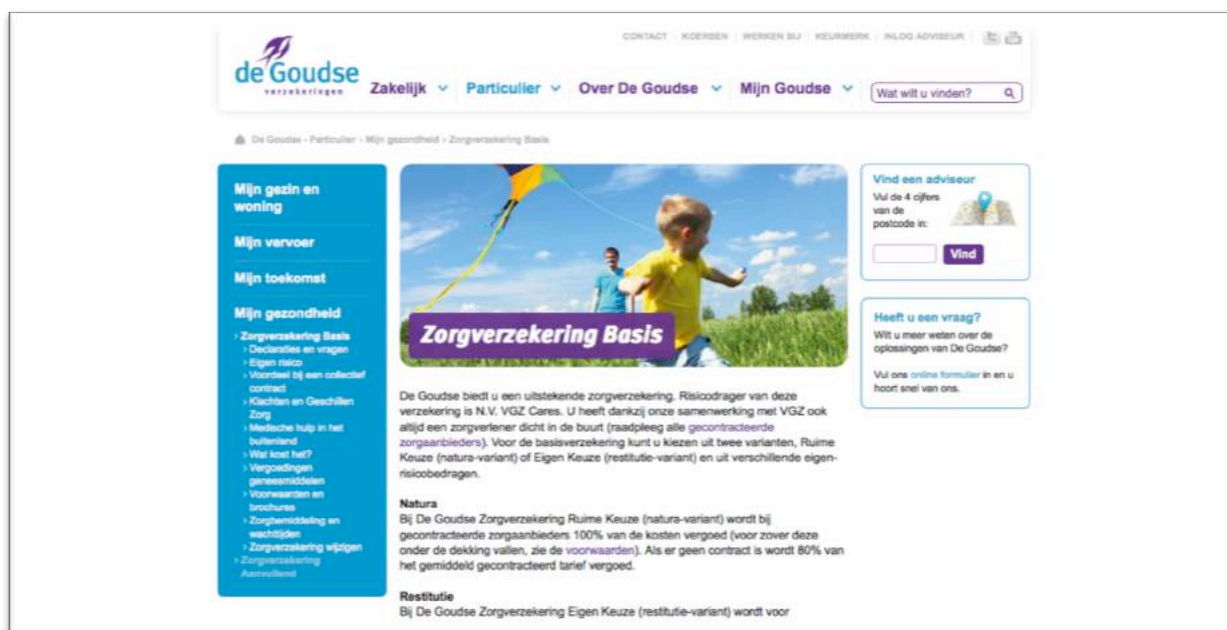 CONTACT KOERSEN WERKEN BIJ KEURMERK INLOG ADVISEUR
de Goudse
verzekeringen
Zakelijk Particulier Over De Goudse Mijn Goudse
Wat wilt u vinden?
De Goudse - Particulier › Mijn gezondheid › Zorgverzekering Basis
Mijn gezin en
woning
Mijn vervoer
Mijn toekomst
Mijn gezondheid
› Zorgverzekering Basis
› Declaraties en vragen
› Eigen risico
› Voordeel bij een collectief
contract
› Klachten en Geschillen
Zorg
› Medische hulp in het
buitenland
› Wat kost het?
› Vergoedingen
geneesmiddelen
› Voorwaarden en
brochures
› Zorgbemiddeling en
wachttijden
› Zorgverzekering wijzigen
› Zorgverzekering
Aanvullend
Zorgverzekering Basis
De Goudse biedt u een uitstekende zorgverzekering. Risicodrager van deze
verzekering is N.V. VGZ Cares. U heeft dankzij onze samenwerking met VGZ ook
altijd een zorgverlener dicht in de buurt (raadpleeg alle gecontracteerde
zorgaanbieders). Voor de basisverzekering kunt u kiezen uit twee varianten, Ruime
Keuze (natura-variant) of Eigen Keuze (restitutie-variant) en uit verschillende eigen-
risicobedragen.
Natura
Bij De Goudse Zorgverzekering Ruime Keuze (natura-variant) wordt bij
gecontracteerde zorgaanbieders 100% van de kosten vergoed (voor zover deze
onder de dekking vallen, zie de voorwaarden). Als er geen contract is wordt 80% van
het gemiddeld gecontracteerd tarief vergoed.
Restitutie
Bij De Goudse Zorgverzekering Eigen Keuze (restitutie-variant) wordt voor
Vind een adviseur
Vul de 4 cijfers
van de
postcode in:
Vind
Heeft u een vraag?
Wilt u meer weten over de
oplossingen van De Goudse?
Vul ons online formulier in en u
hoort snel van ons.